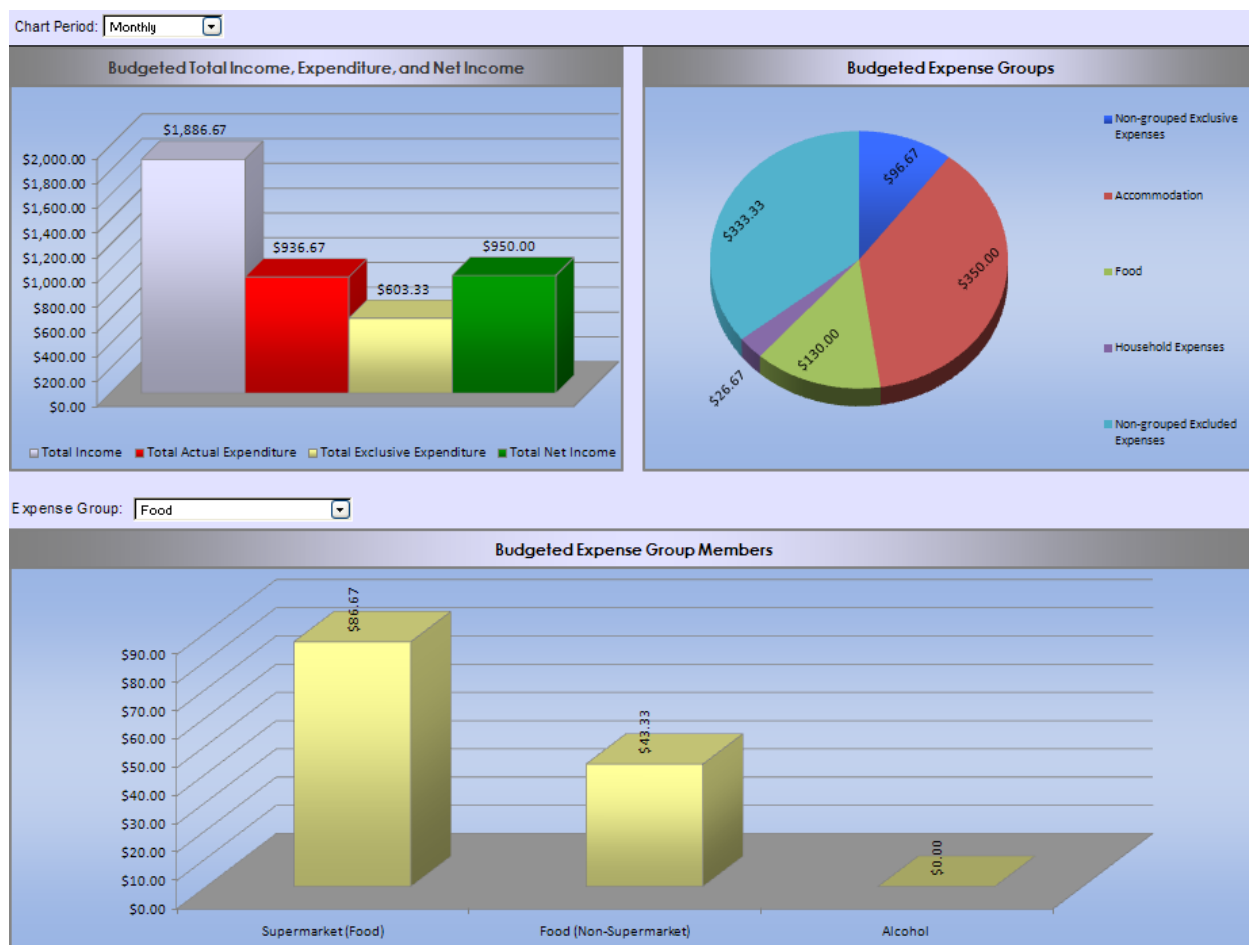 Chart Period: Monthly
Budgeted Total Income, Expenditure, and Net Income
$1,886.67
$2,000.00
$1,800.00
$1,600.00
$1,400.00
$1,200.00
$1,000.00
$800.00
$600.00
$400.00
$200.00
$0.00
$936.67
$603.33
$950.00
Total Income Total Actual Expenditure Total Exclusive Expenditure Total Net Income
Budgeted Expense Groups
$96.67
$350.00
$130.00
$26.67
$333.33
Non-grouped Exclusive
Expenses
Accommodation
Food
Household Expenses
Non-grouped Excluded
Expenses
Expense Group: Food
Budgeted Expense Group Members
$90.00
$80.00
$70.00
$60.00
$50.00
$40.00
$30.00
$20.00
$10.00
$0.00
$86.67
$43.33
$0.00
Supermarket (Food) Food (Non-Supermarket) Alcohol